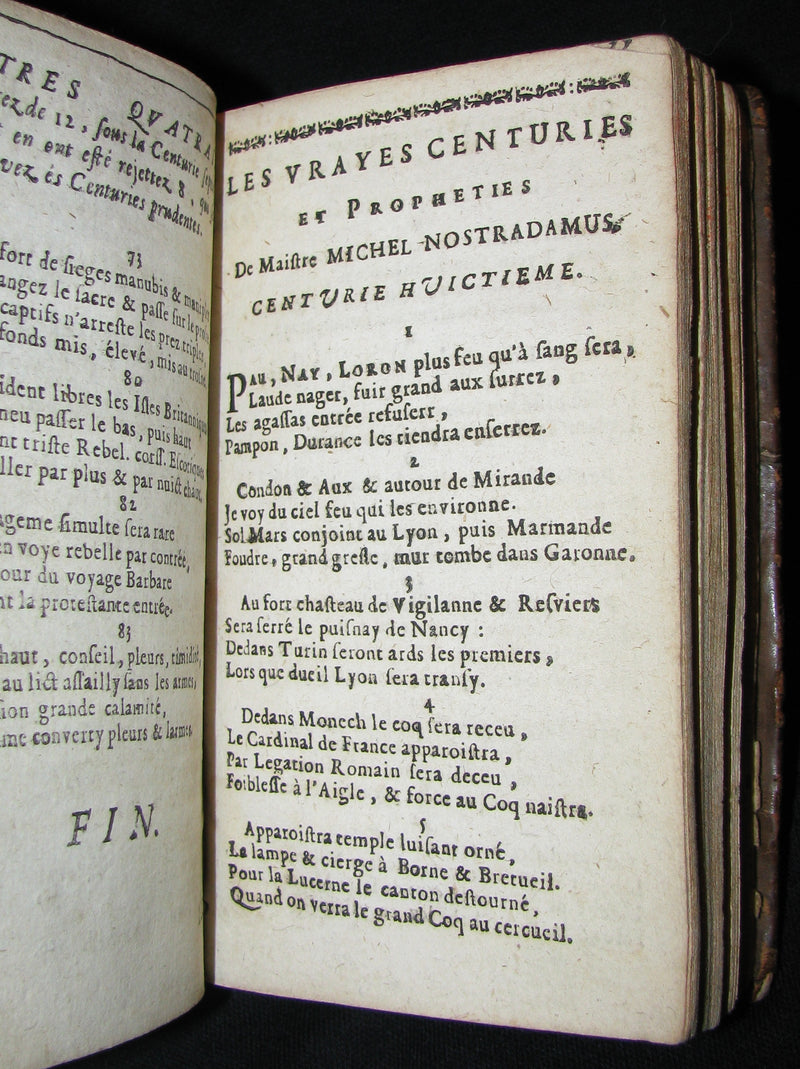 TRES QVATRA
ez de 12, sous la Centurie
en ont esté rejettez 8,
vez és Centuries prudentes.
73
fort de sieges manubis &
angez le sacre & passe sur le
captifs n'arreste les prez triples,
fonds mis, élevé, mis au
80
ident libres les Isles
neu passer le bas, puis haut
nt triste Rebel. corss. Escotiques
ller par plus & par nuict
82
ageme simulte sera rare
n voye rebelle par contrée,
our du voyage Barbare
nt la protestante entrée.
83
haut, conseil, pleurs, timidité,
au lict assailly sans les armes,
ion grande calamité,
me converty pleurs & larmes.
FIN.
LES VRAYES CENTURIES
ET PROPHETIES
De Maistre MICHEL NOSTRADAMUS.
CENTURIE HUICTIEME.
1
PAU, NAY, LORON plus feu qu'à sang sera,
Laude nager, fuir grand aux surrez,
Les agassas entrée refuserr,
Pampon, Durance les tiendra enserrez.
2
Condon & Aux & autour de Mirande
Je voy du ciel feu qui les environne.
Sol Mars conjoint au Lyon, puis Marmande
Foudre, grand gresle, mur tombe dans Garonne.
3
Au fort chasteau de Vigilanne & Resviers
Sera serré le puisnay de Nancy:
Dedans Turin seront ards les premiers,
Lors que dueil Lyon sera transy.
4
Dedans Monech le coq sera receu,
Le Cardinal de France apparoistra,
Par Legation Romain sera deceu,
Foiblesse à l'Aigle, & force au Coq naistra.
5
Apparoistra temple luisant orné,
La lampe & cierge à Borne & Bretueil.
Pour la Lucerne le canton destourné,
Quand on verra le grand Coq au cercueil.